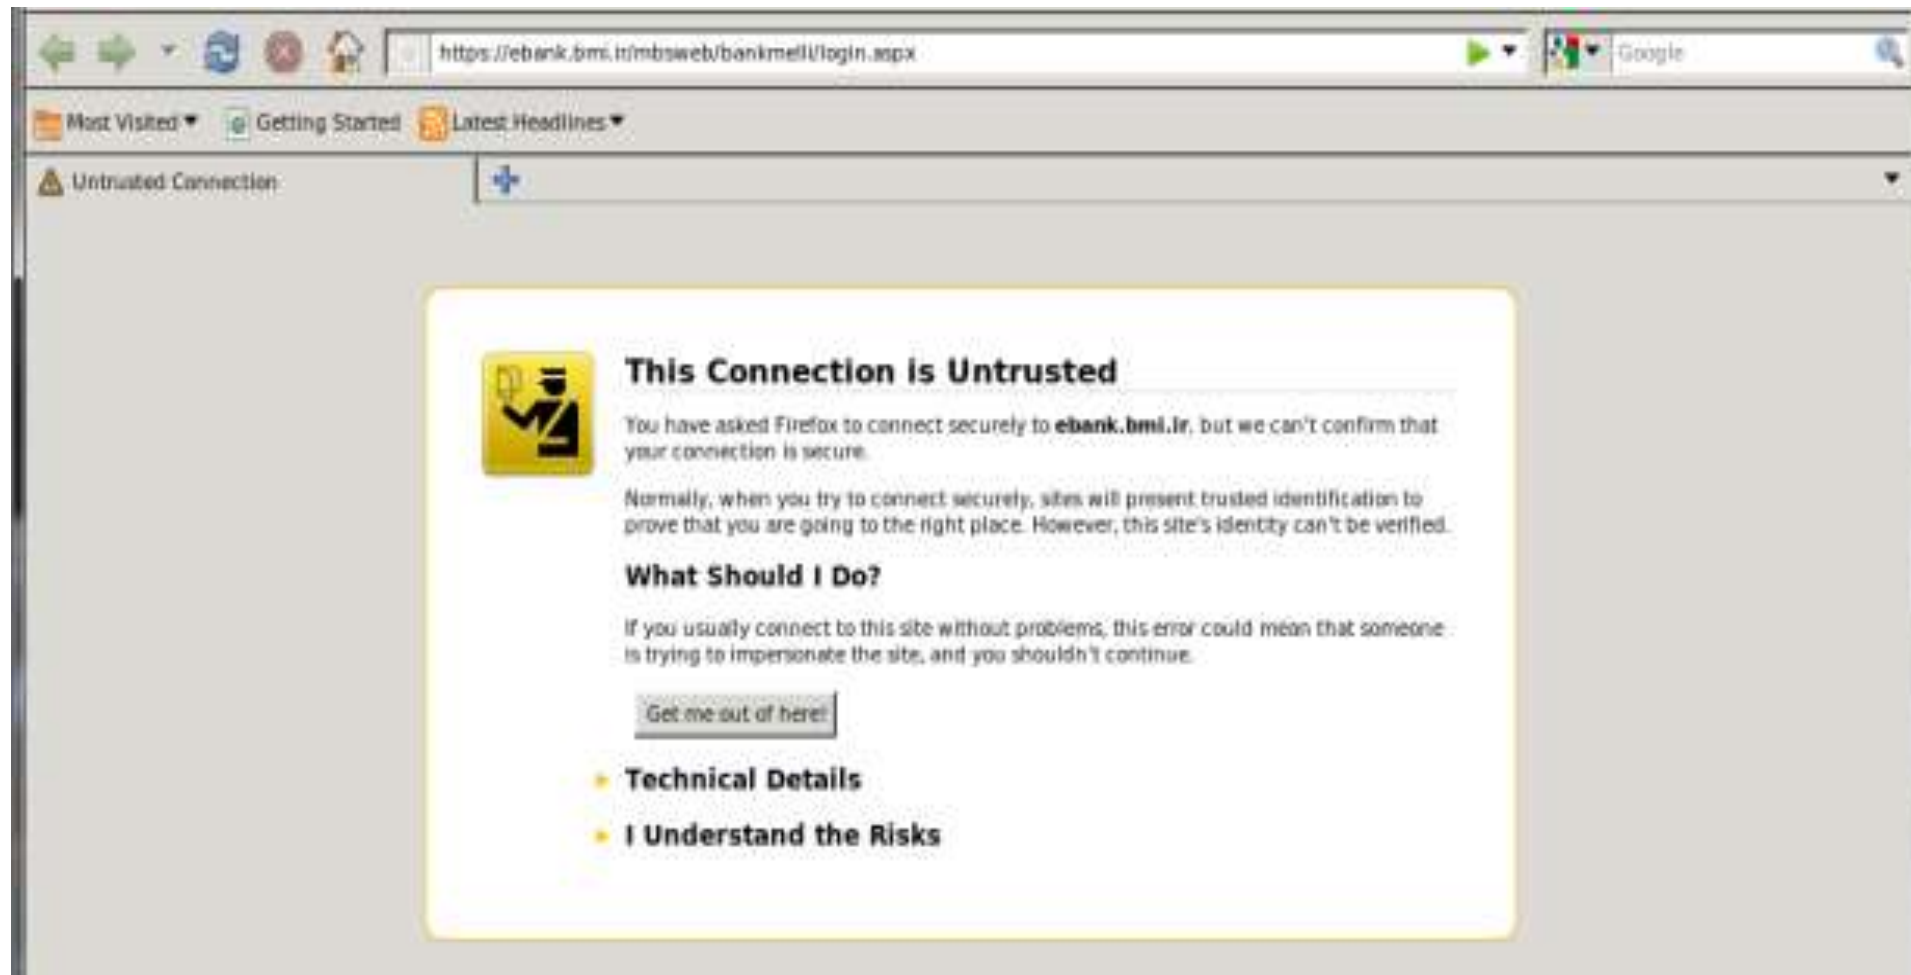 https://ebank.bmi.ir/mbsweb/bankmelli/login.aspx
Google
Most Visited
Getting Started
Latest Headlines
Untrusted Connection
This Connection is Untrusted
You have asked Firefox to connect securely to ebank.bmi.ir, but we can't confirm that
your connection is secure.
Normally, when you try to connect securely, sites will present trusted identification to
prove that you are going to the right place. However, this site's identity can't be verified.
What Should I Do?
If you usually connect to this site without problems, this error could mean that someone
is trying to impersonate the site, and you shouldn't continue.
Get me out of here!
Technical Details
I Understand the Risks